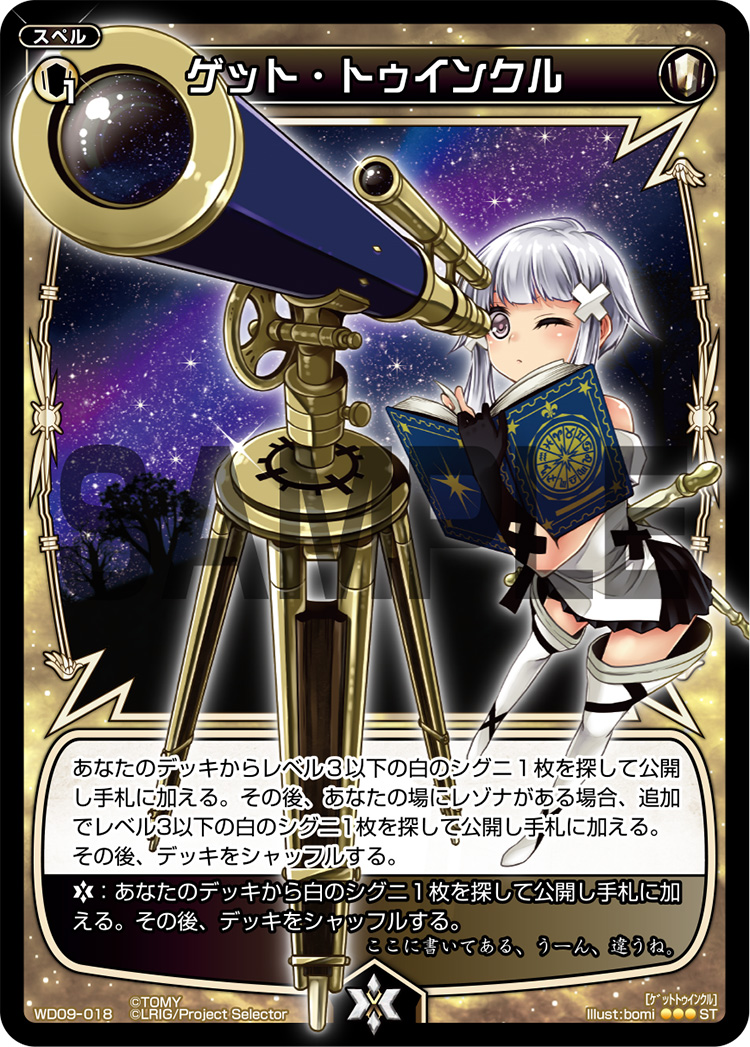 スペル
1
ゲット・トゥインクル
SAMPLE
あなたのデッキからレベル3以下の白のシグニ1枚を探して公開
し手札に加える。その後、あなたの場にレゾナがある場合、追加
でレベル3以下の白のシグニ1枚を探して公開し手札に加える。
その後、デッキをシャッフルする。
：あなたのデッキから白のシグニ1枚を探して公開し手札に加
える。その後、デッキをシャッフルする。
ここに書いてある、うーん、違うね。
[ｹﾞｯﾄﾄｩｲﾝｸﾙ]
©TOMY
WD09-018 ©LRIG/Project Selector
Illust:bomi ST